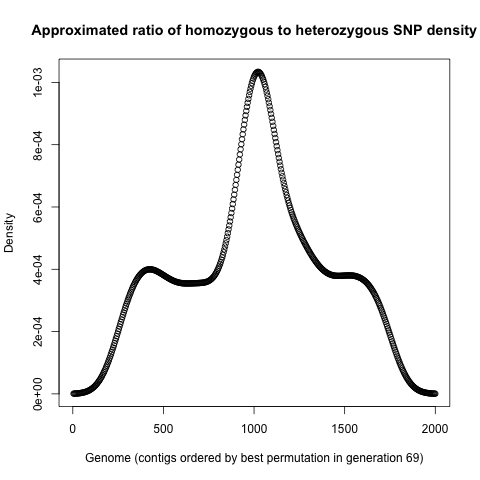 Approximated ratio of homozygous to heterozygous SNP density
Density
1e-03
8e-04
6e-04
4e-04
2e-04
0e+00
0 500 1000 1500 2000
Genome (contigs ordered by best permutation in generation 69)